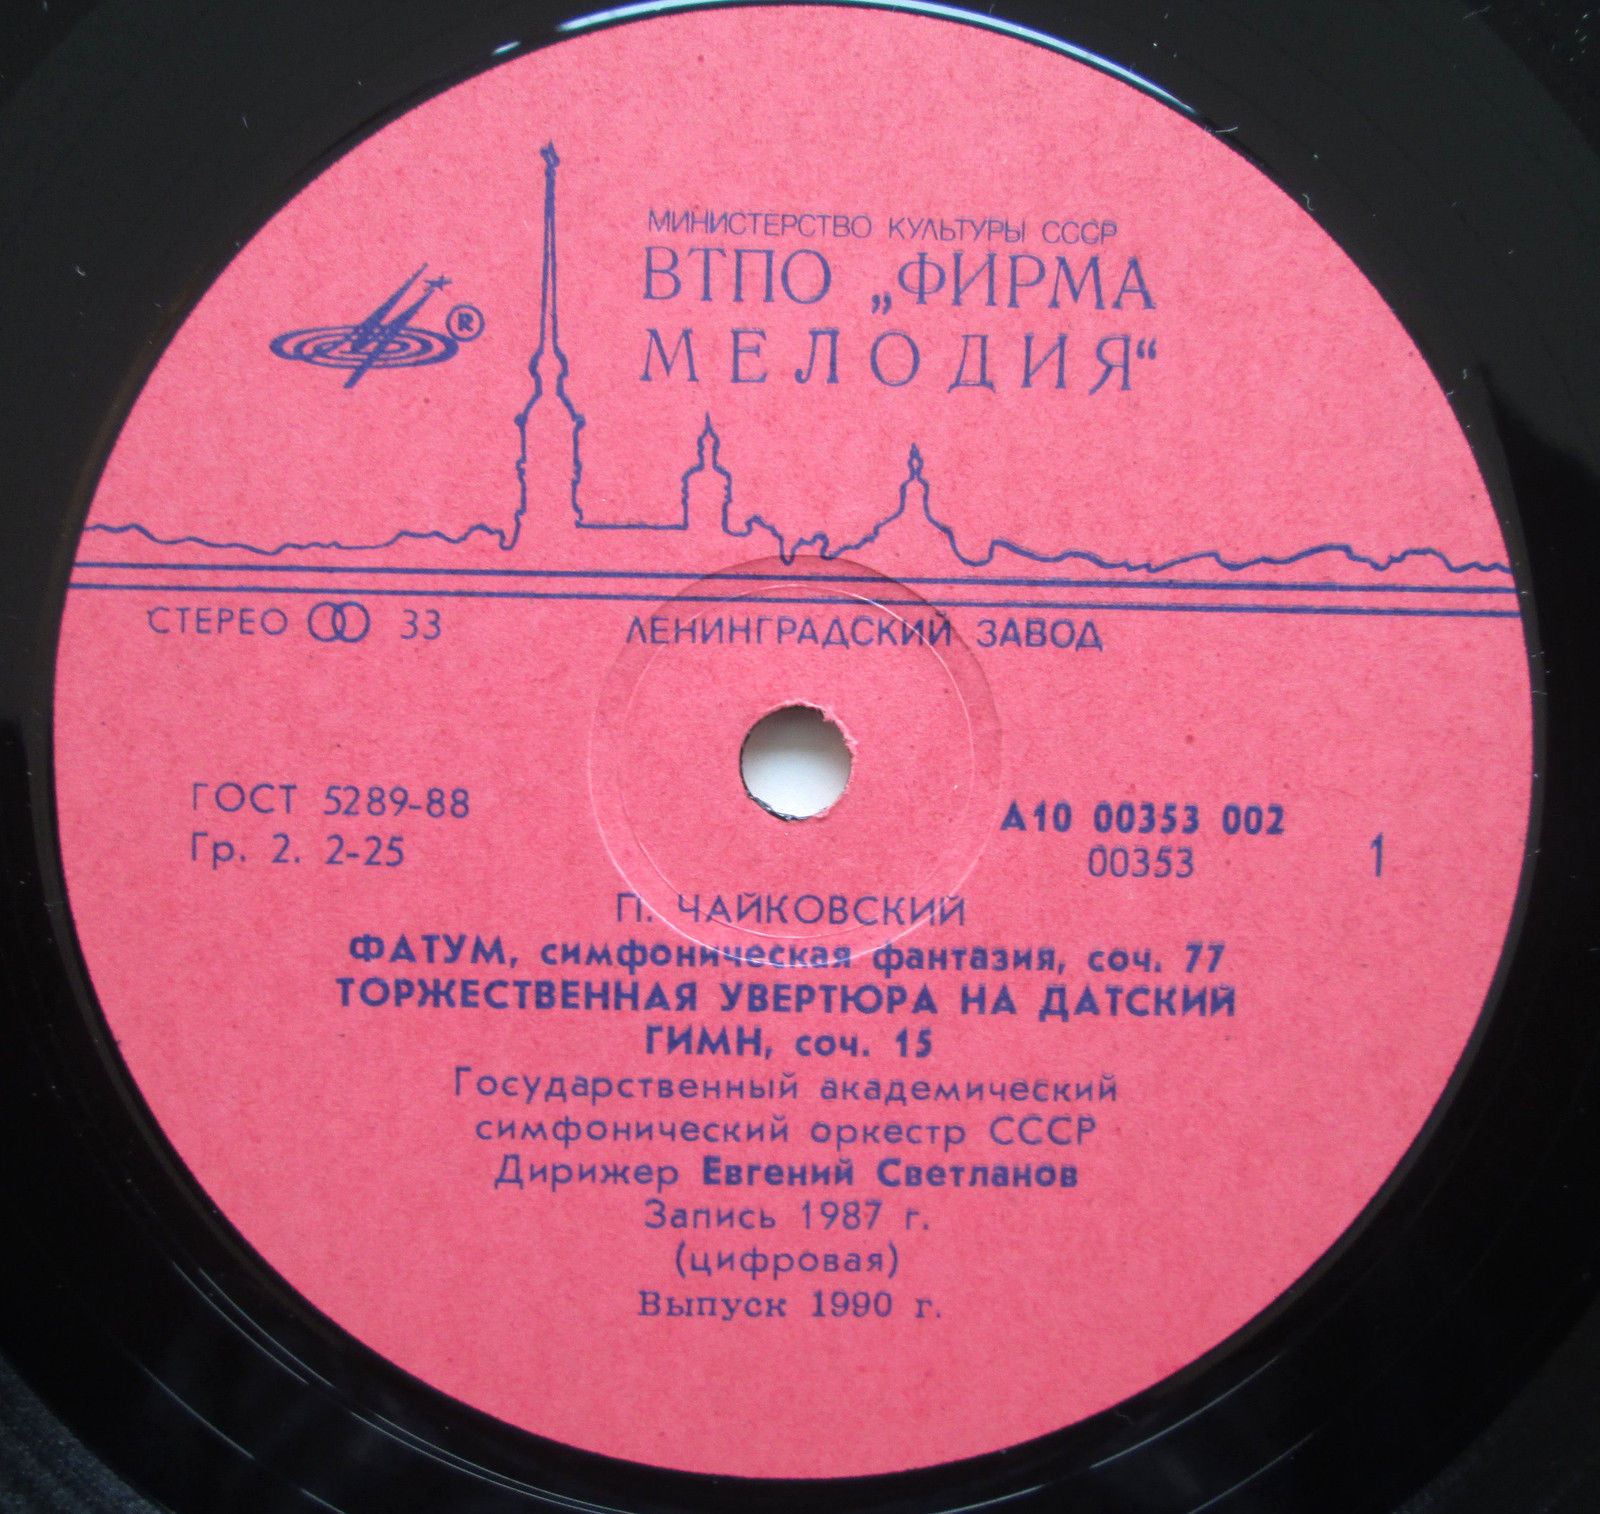 МИНИСТЕРСТВО КУЛЬТУРЫ СССР
ВТПО „ФИРМА
МЕЛОДИЯ“
®
СТЕРЕО 33
ЛЕНИНГРАДСКИЙ ЗАВОД
ГОСТ 5289-88
Гр. 2. 2-25
А10 00353 002
00353
1
П. ЧАЙКОВСКИЙ
ФАТУМ, симфоническая фантазия, соч. 77
ТОРЖЕСТВЕННАЯ УВЕРТЮРА НА ДАТСКИЙ
ГИМН, соч. 15
Государственный академический
симфонический оркестр СССР
Дирижер Евгений Светланов
Запись 1987 г.
(цифровая)
Выпуск 1990 г.